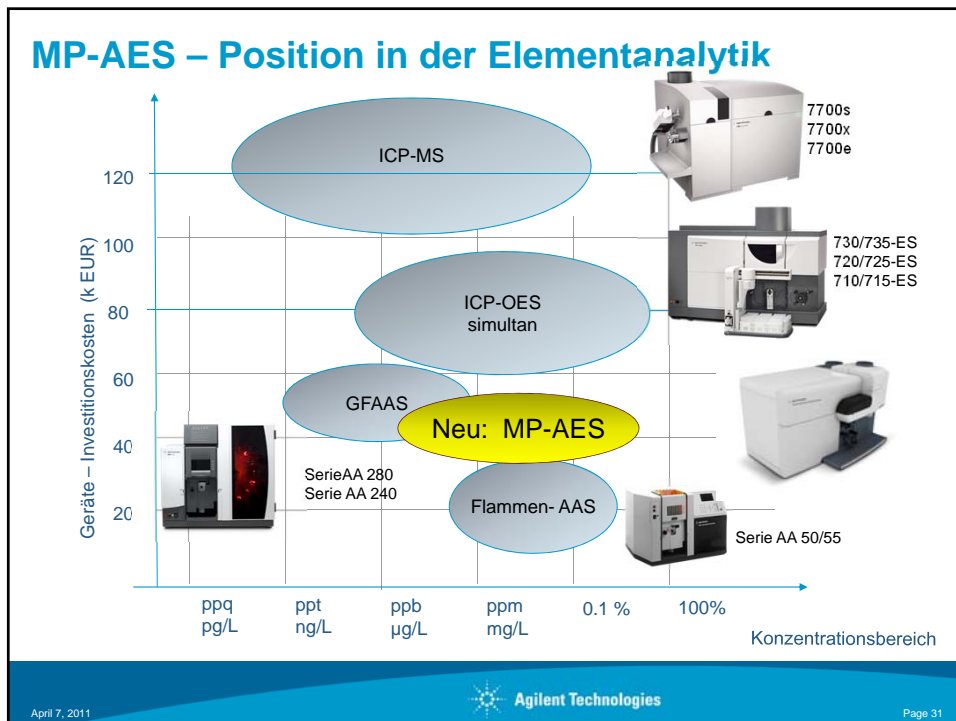 MP-AES – Position in der Elementanalytik
7700s
7700x
7700e
ICP-MS
120
100
730/735-ES
720/725-ES
710/715-ES
ICP-OES
simultan
80
60
GFAAS
Neu: MP-AES
40
SerieAA 280
Serie AA 240
20
Flammen- AAS
Serie AA 50/55
Geräte – Investitionskosten (k EUR)
ppq
pg/L
ppt
ng/L
ppb
µg/L
ppm
mg/L
0.1 %
100%
Konzentrationsbereich
April 7, 2011
Agilent Technologies
Page 31